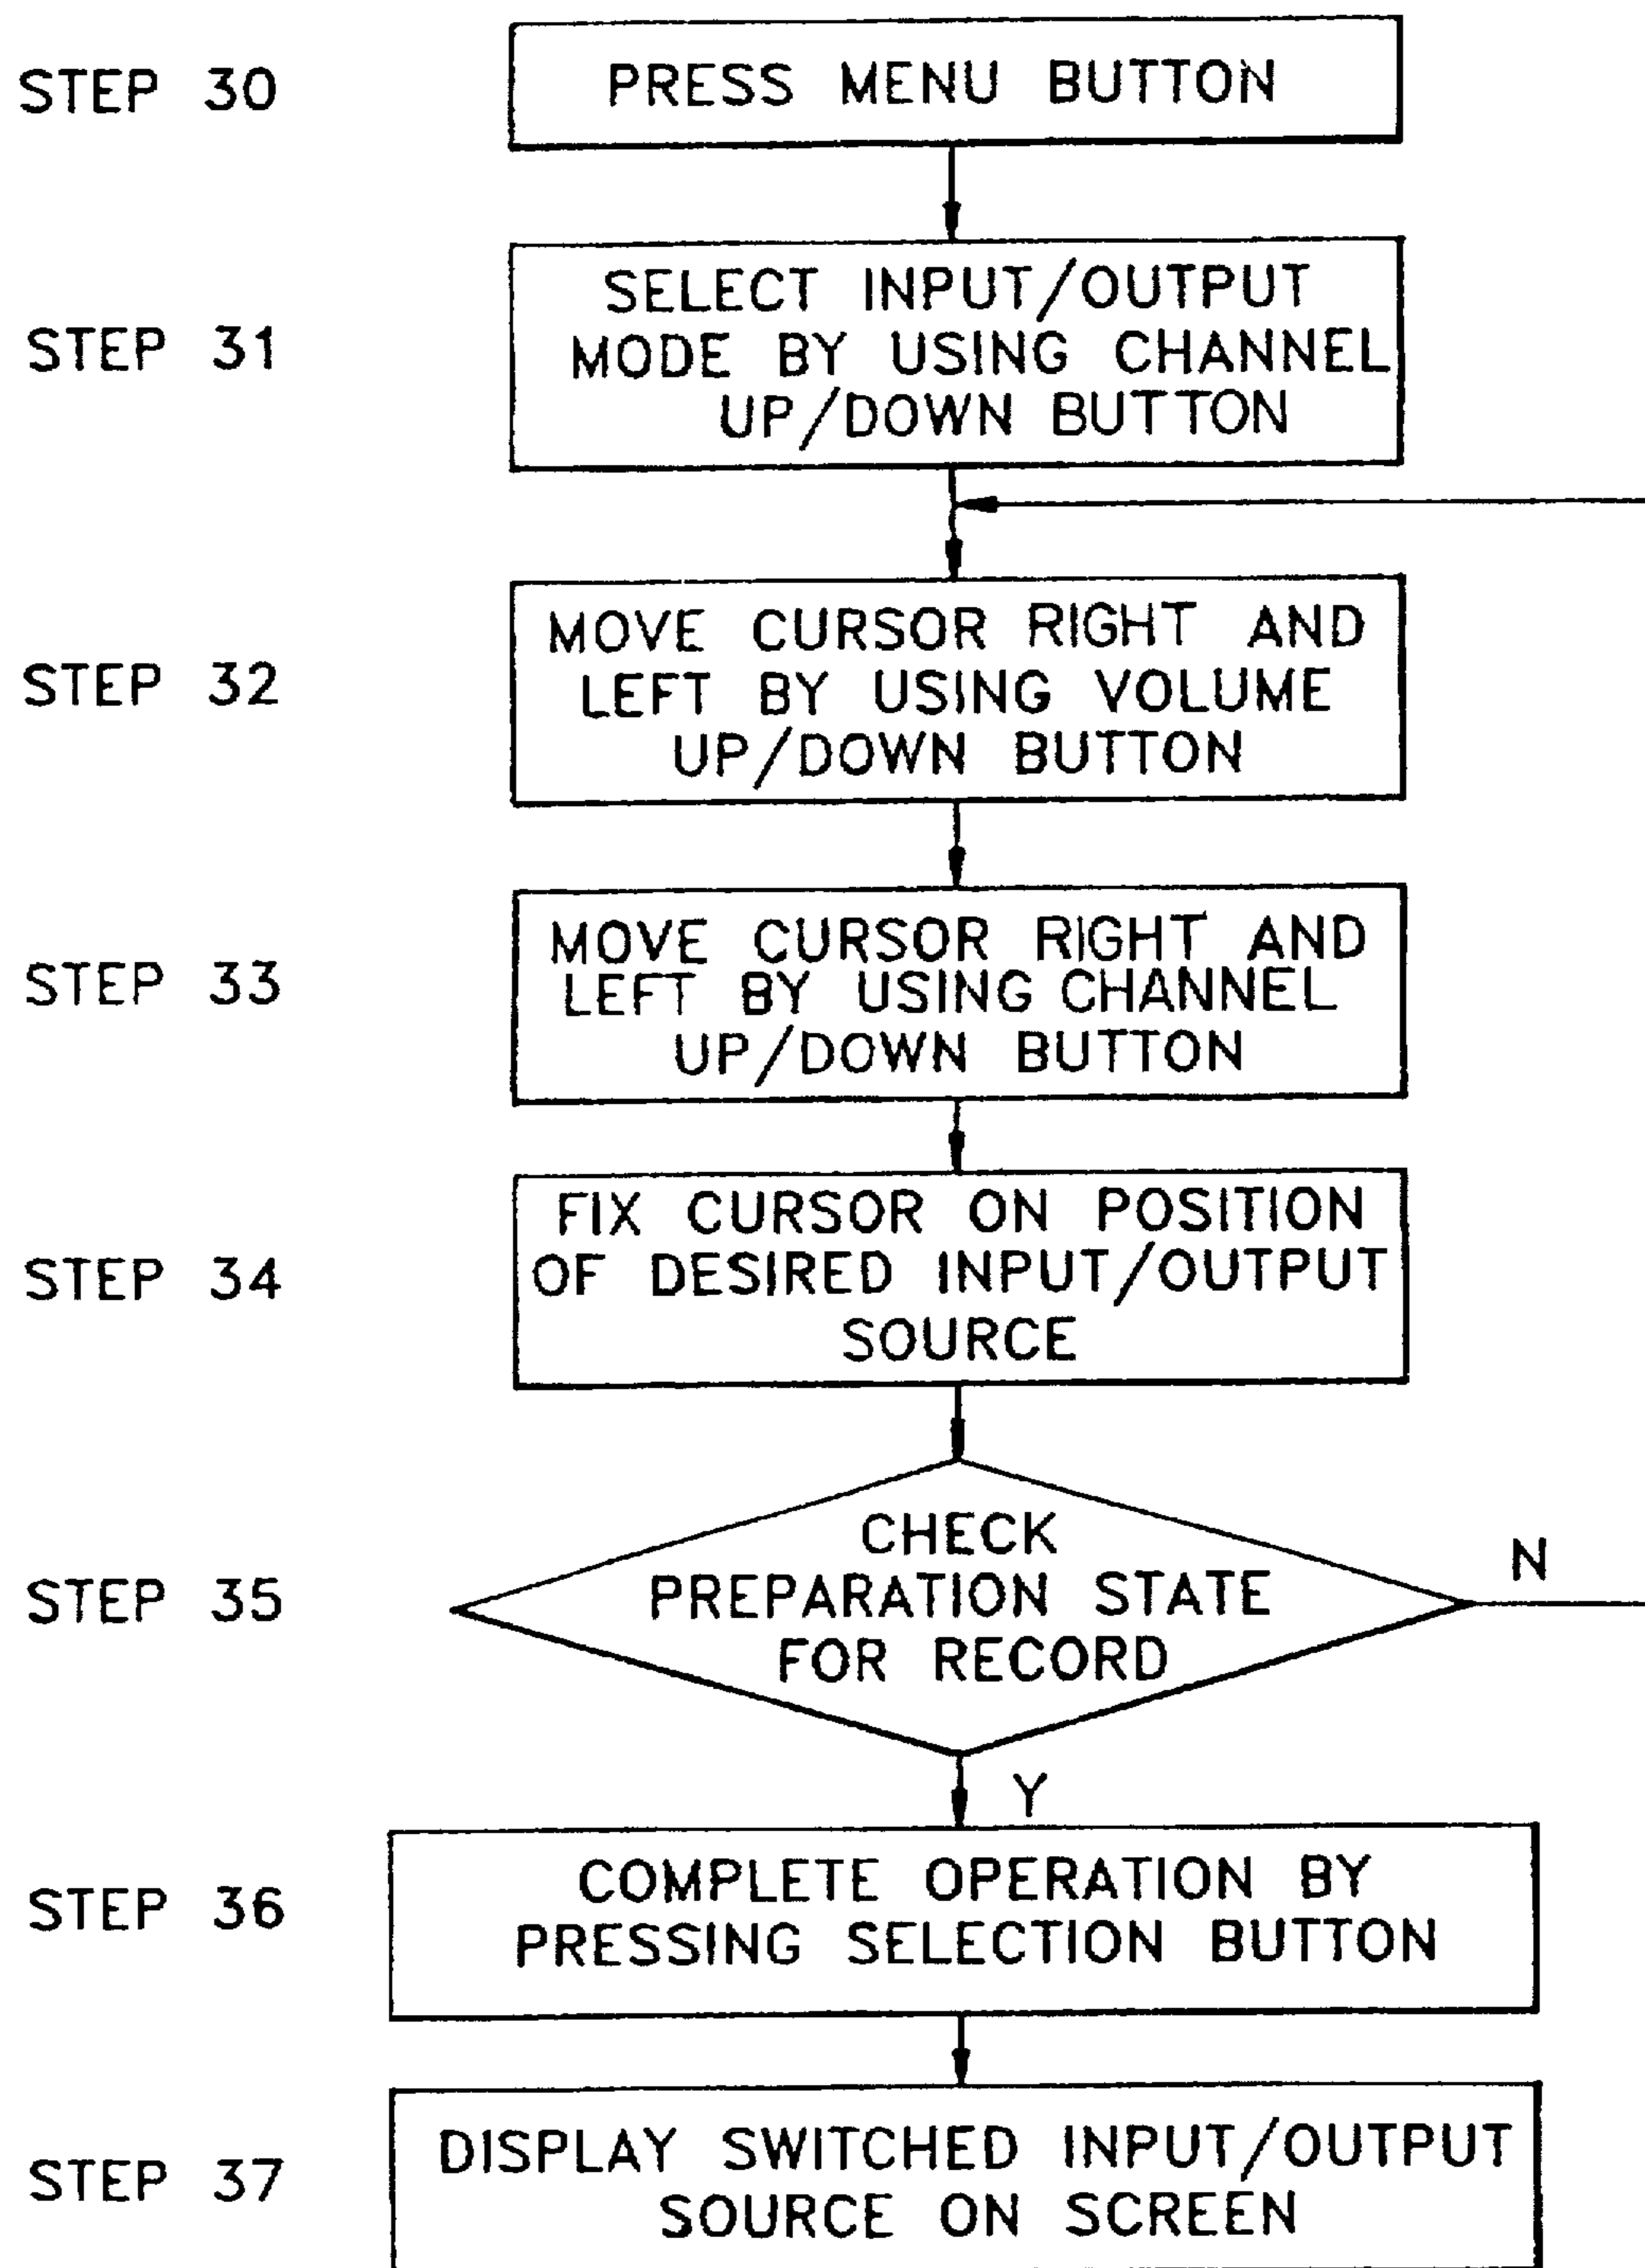 STEP 30
PRESS MENU BUTTON
STEP 31
SELECT INPUT/OUTPUT
MODE BY USING CHANNEL
UP/DOWN BUTTON
STEP 32
MOVE CURSOR RIGHT AND
LEFT BY USING VOLUME
UP/DOWN BUTTON
STEP 33
MOVE CURSOR RIGHT AND
LEFT BY USING CHANNEL
UP/DOWN BUTTON
STEP 34
FIX CURSOR ON POSITION
OF DESIRED INPUT/OUTPUT
SOURCE
STEP 35
CHECK
PREPARATION STATE
FOR RECORD
N
Y
STEP 36
COMPLETE OPERATION BY
PRESSING SELECTION BUTTON
STEP 37
DISPLAY SWITCHED INPUT/OUTPUT
SOURCE ON SCREEN